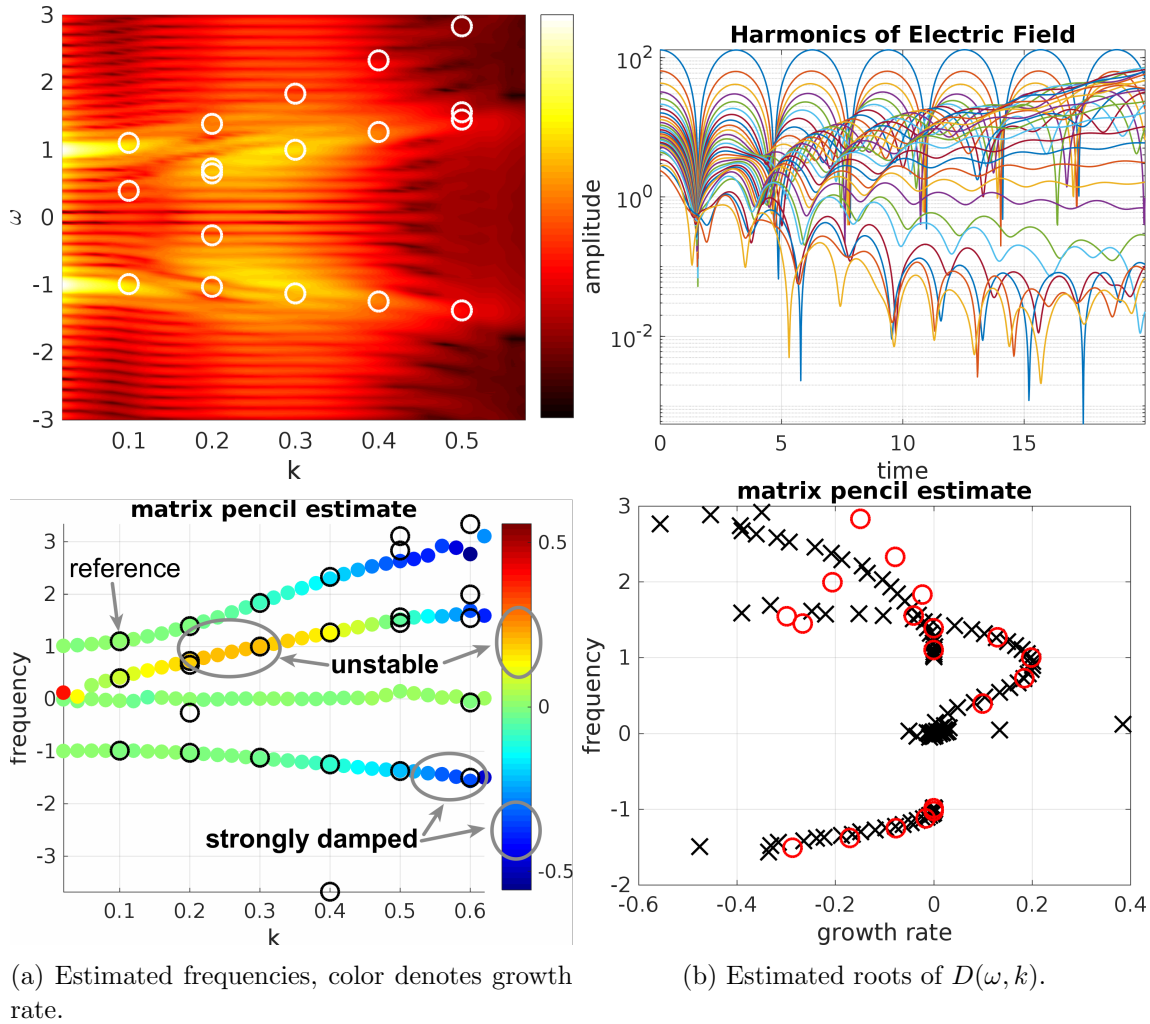 3
2
1
0
-1
-2
-3
ω
0.1
0.2
0.3
0.4
0.5
k
Harmonics of Electric Field
10^2
10^0
10^-2
amplitude
0
5
10
15
time
matrix pencil estimate
3
2
1
0
-1
-2
-3
frequency
reference
unstable
strongly damped
0.5
0
-0.5
0.1
0.2
0.3
0.4
0.5
0.6
k
matrix pencil estimate
3
2
1
0
-1
-2
frequency
-0.6
-0.4
-0.2
0
0.2
0.4
growth rate
(a) Estimated frequencies, color denotes growth
rate.
(b) Estimated roots of D(ω, k).